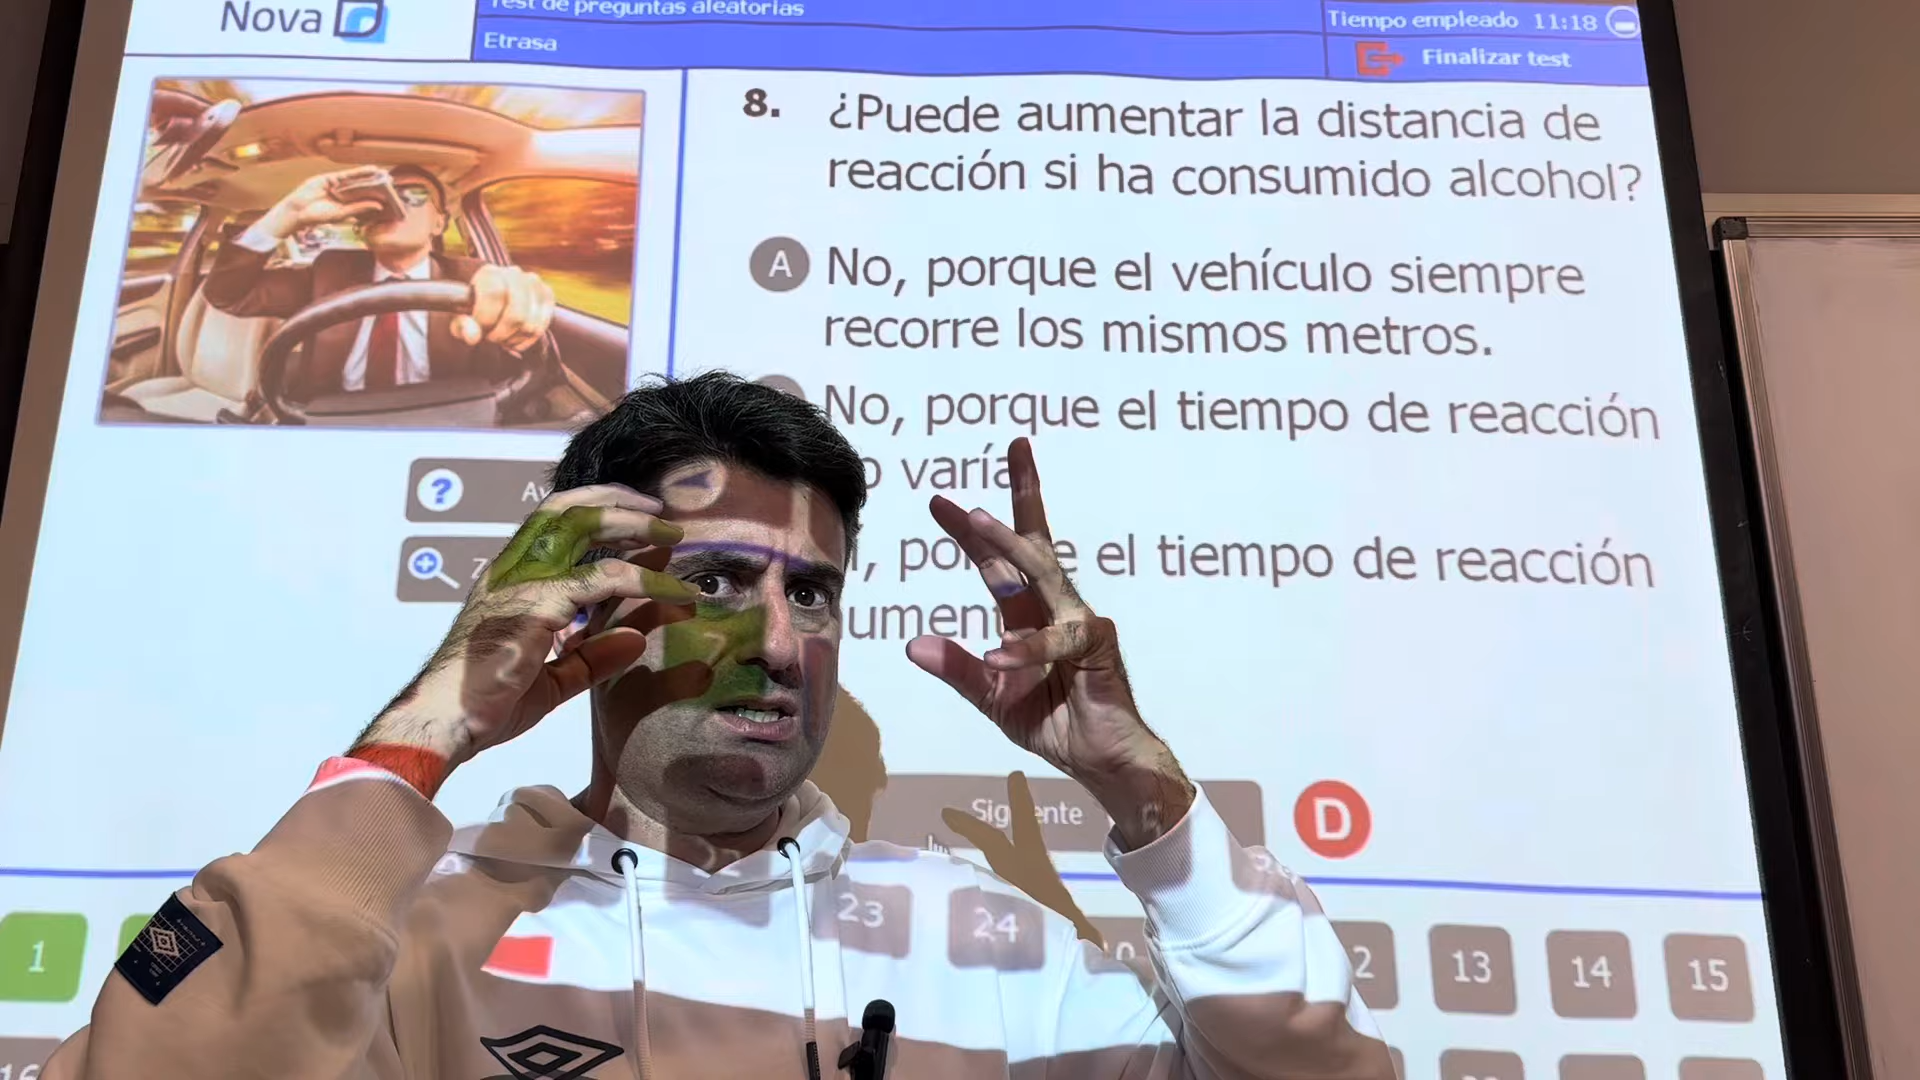 Nova
Test de preguntas aleatorias
Etrasa
Tiempo empleado 11:18
Finalizar test
8. ¿Puede aumentar la distancia de
reacción si ha consumido alcohol?
A No, porque el vehículo siempre
recorre los mismos metros.
No, porque el tiempo de reacción
varía
el tiempo de reacción
?
D
1
23 24
13 14 15
16